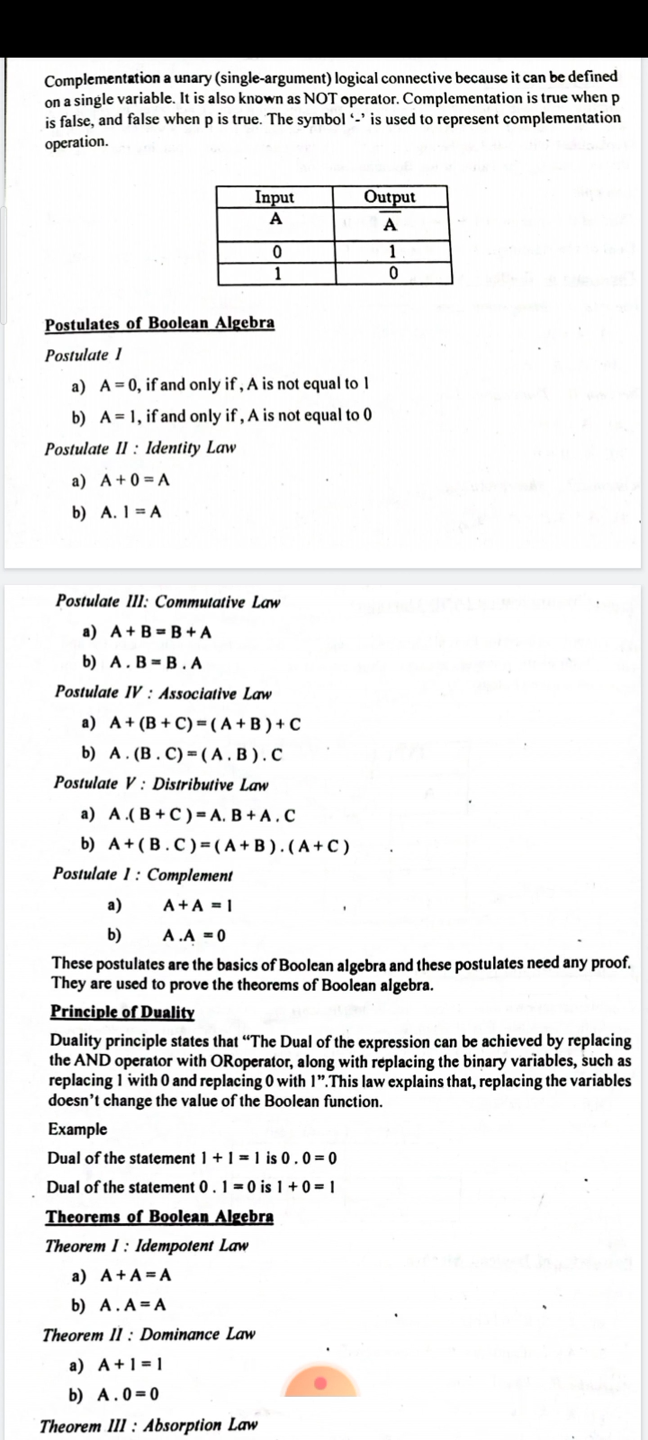 Complementation a unary (single-argument) logical connective because it can be defined
on a single variable. It is also known as NOT operator. Complementation is true when p
is false, and false when p is true. The symbol ‘-’ is used to represent complementation
operation.
Input Output
A A̅
0 1
1 0
Postulates of Boolean Algebra
Postulate I
a) A = 0, if and only if , A is not equal to 1
b) A = 1, if and only if , A is not equal to 0
Postulate II : Identity Law
a) A + 0 = A
b) A. 1 = A
Postulate III: Commutative Law
a) A + B = B + A
b) A . B = B . A
Postulate IV : Associative Law
a) A + (B + C) = ( A + B ) + C
b) A . (B . C) = ( A . B ) . C
Postulate V : Distributive Law
a) A .( B + C ) = A. B + A . C
b) A + ( B . C ) = ( A + B ) . ( A + C )
Postulate I : Complement
a) A + A = 1
b) A .A = 0
These postulates are the basics of Boolean algebra and these postulates need any proof.
They are used to prove the theorems of Boolean algebra.
Principle of Duality
Duality principle states that “The Dual of the expression can be achieved by replacing
the AND operator with ORoperator, along with replacing the binary variables, such as
replacing 1 with 0 and replacing 0 with 1”.This law explains that, replacing the variables
doesn’t change the value of the Boolean function.
Example
Dual of the statement 1 + 1 = 1 is 0 . 0 = 0
Dual of the statement 0 . 1 = 0 is 1 + 0 = 1
Theorems of Boolean Algebra
Theorem I : Idempotent Law
a) A + A = A
b) A . A = A
Theorem II : Dominance Law
a) A + 1 = 1
b) A . 0 = 0
Theorem III : Absorption Law